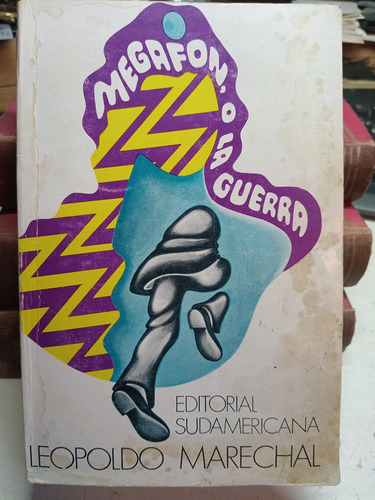 MEGAFON, O LA GUERRA
EDITORIAL
SUDAMERICANA
LEOPOLDO MARECHAL